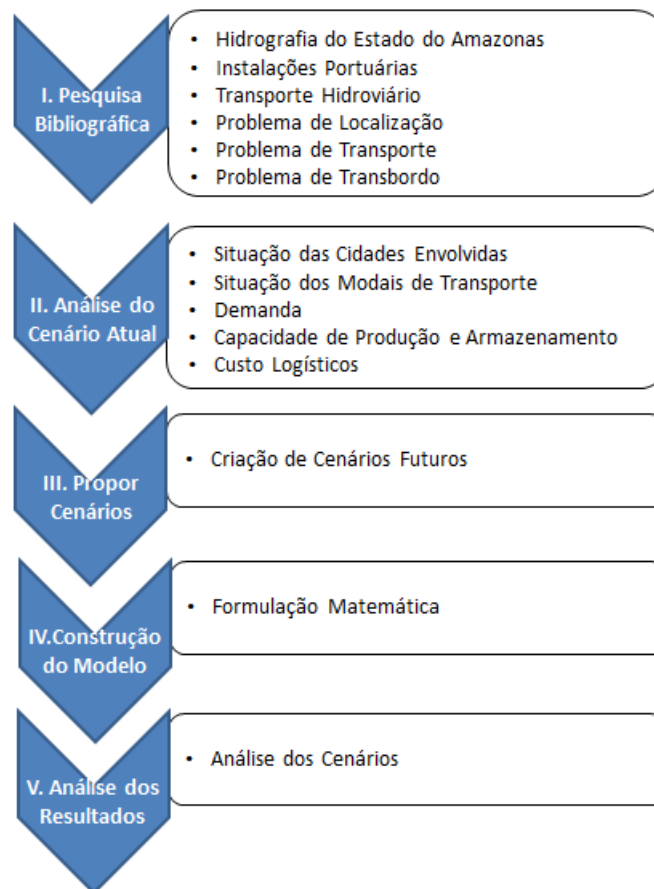 I. Pesquisa
Bibliográfica
• Hidrografia do Estado do Amazonas
• Instalações Portuárias
• Transporte Hidroviário
• Problema de Localização
• Problema de Transporte
• Problema de Transbordo
II. Análise do
Cenário Atual
• Situação das Cidades Envolvidas
• Situação dos Modais de Transporte
• Demanda
• Capacidade de Produção e Armazenamento
• Custo Logísticos
III. Propor
Cenários
• Criação de Cenários Futuros
IV.Construção
do Modelo
• Formulação Matemática
V. Análise dos
Resultados
• Análise dos Cenários